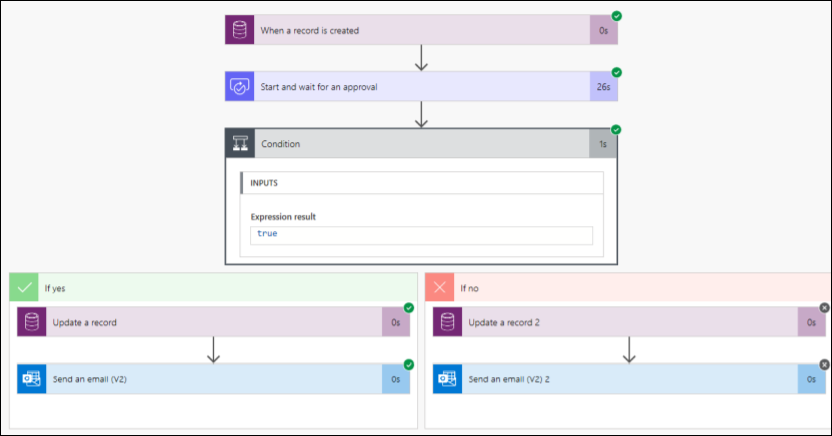 When a record is created 0s
Start and wait for an approval 26s
Condition 1s
INPUTS
Expression result
true
If yes
Update a record 0s
Send an email (V2) 0s
If no
Update a record 2 0s
Send an email (V2) 2 0s